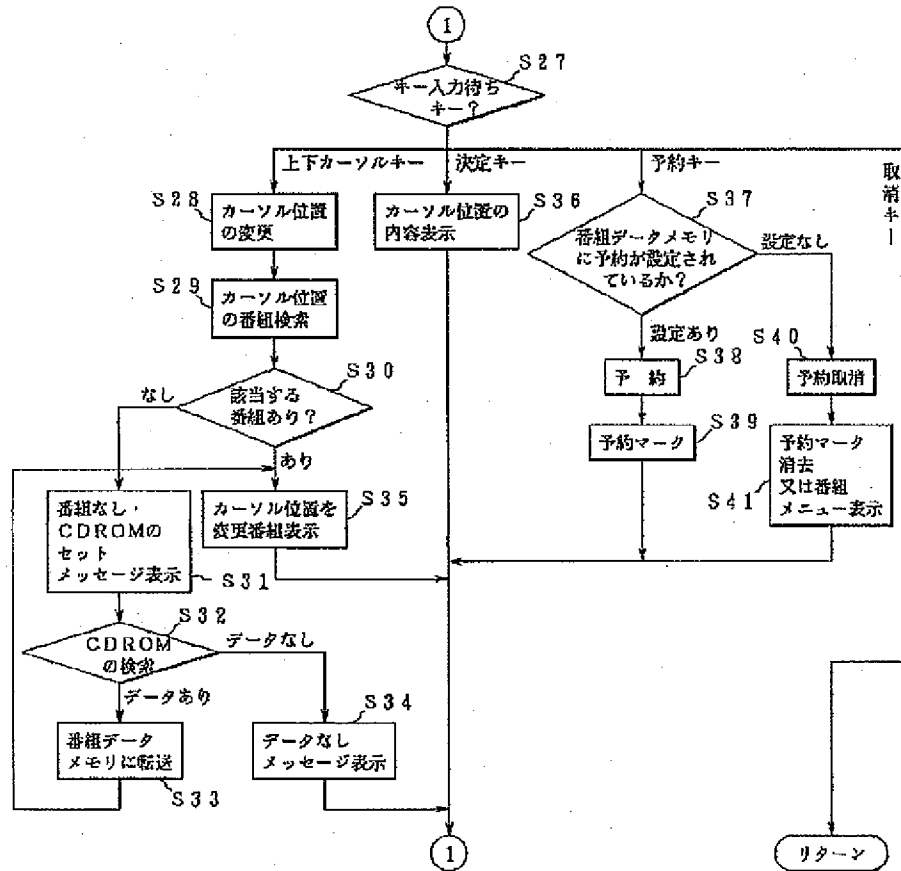 1
S27
キー入力待ち
キー?
上下カーソルキー
決定キー
予約キー
取消キー
S28
カーソル位置
の変更
S36
カーソル位置の
内容表示
S37
番組データメモリ
に予約が設定され
ているか?
設定なし
設定あり
S29
カーソル位置
の番組検索
S30
該当する
番組あり?
なし
あり
S38
予 約
S40
予約取消
S39
予約マーク
S41
予約マーク
消去
又は番組
メニュー表示
番組なし・
CDROMの
セット
メッセージ表示
S31
S35
カーソル位置を
変更番組表示
S32
CDROM
の検索
データなし
データあり
S33
番組データ
メモリに転送
S34
データなし
メッセージ表示
1
リターン